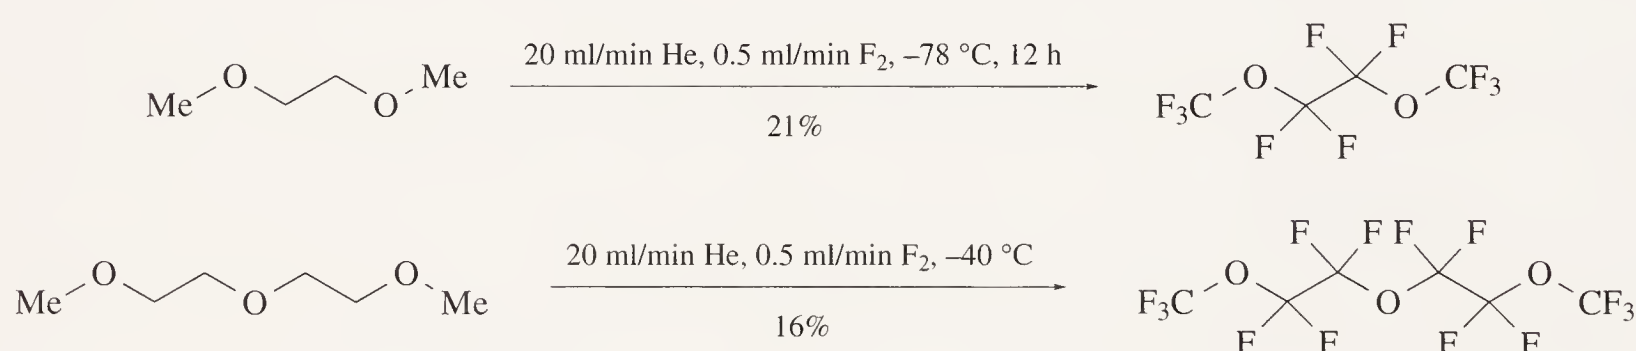 20 ml/min He, 0.5 ml/min F₂, –78 °C, 12 h
Me O O Me
21%
F₃C O F F F F O CF₃
20 ml/min He, 0.5 ml/min F₂, –40 °C
Me O O O Me
16%
F₃C O F F F F O F F F F O CF₃